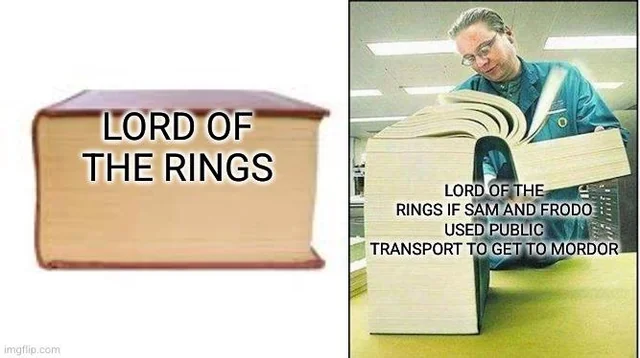 LORD OF
THE RINGS
LORD OF THE
RINGS IF SAM AND FRODO
USED PUBLIC
TRANSPORT TO GET TO MORDOR
imgflip.com